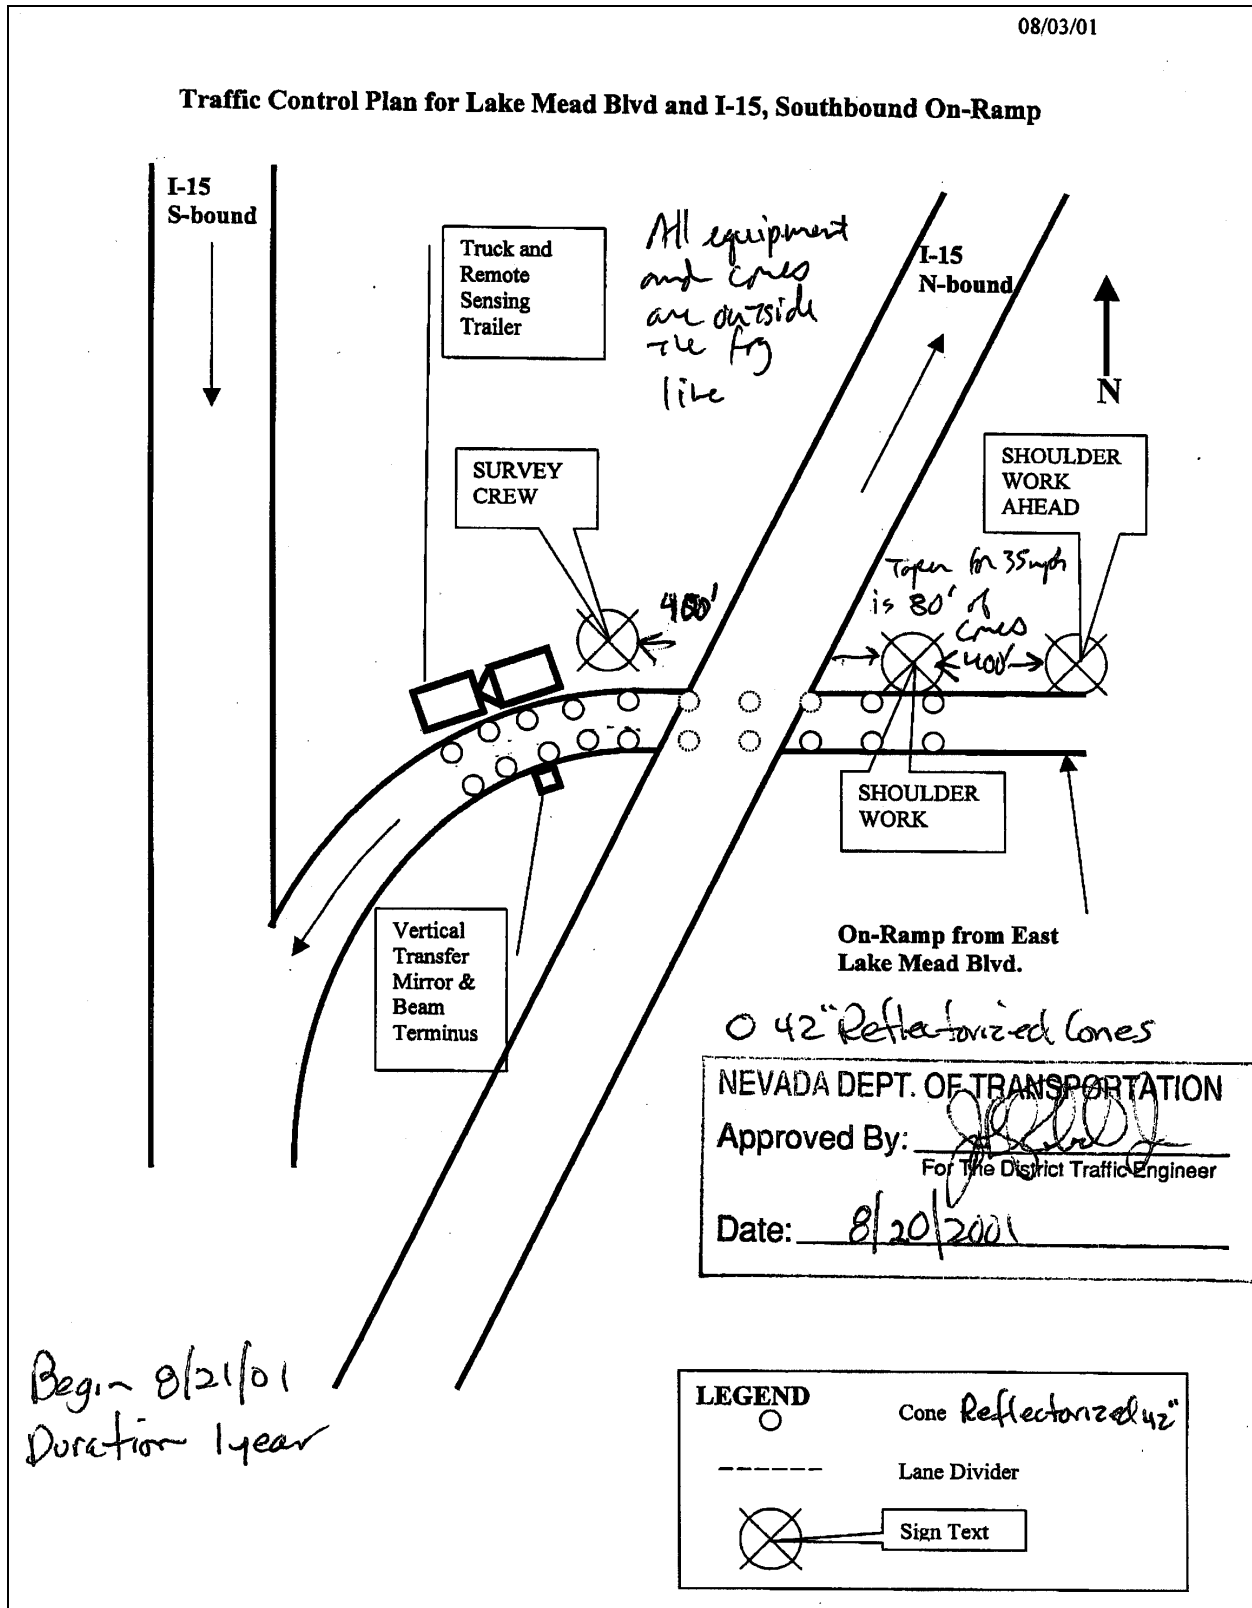 08/03/01
Traffic Control Plan for Lake Mead Blvd and I-15, Southbound On-Ramp
I-15
S-bound
Truck and
Remote
Sensing
Trailer
All equipment
and cones
are outside
the fog
line
I-15
N-bound
N
SURVEY
CREW
SHOULDER
WORK
AHEAD
Taper for 35 mph
is 80' of
cones
400'
400'
SHOULDER
WORK
Vertical
Transfer
Mirror &
Beam
Terminus
On-Ramp from East
Lake Mead Blvd.
O 42" Reflectorized Cones
NEVADA DEPT. OF TRANSPORTATION
Approved By:
For The District Traffic Engineer
Date: 8/20/2001
Begin 8/21/01
Duration 1 year
LEGEND
Cone Reflectorized 42"
Lane Divider
Sign Text